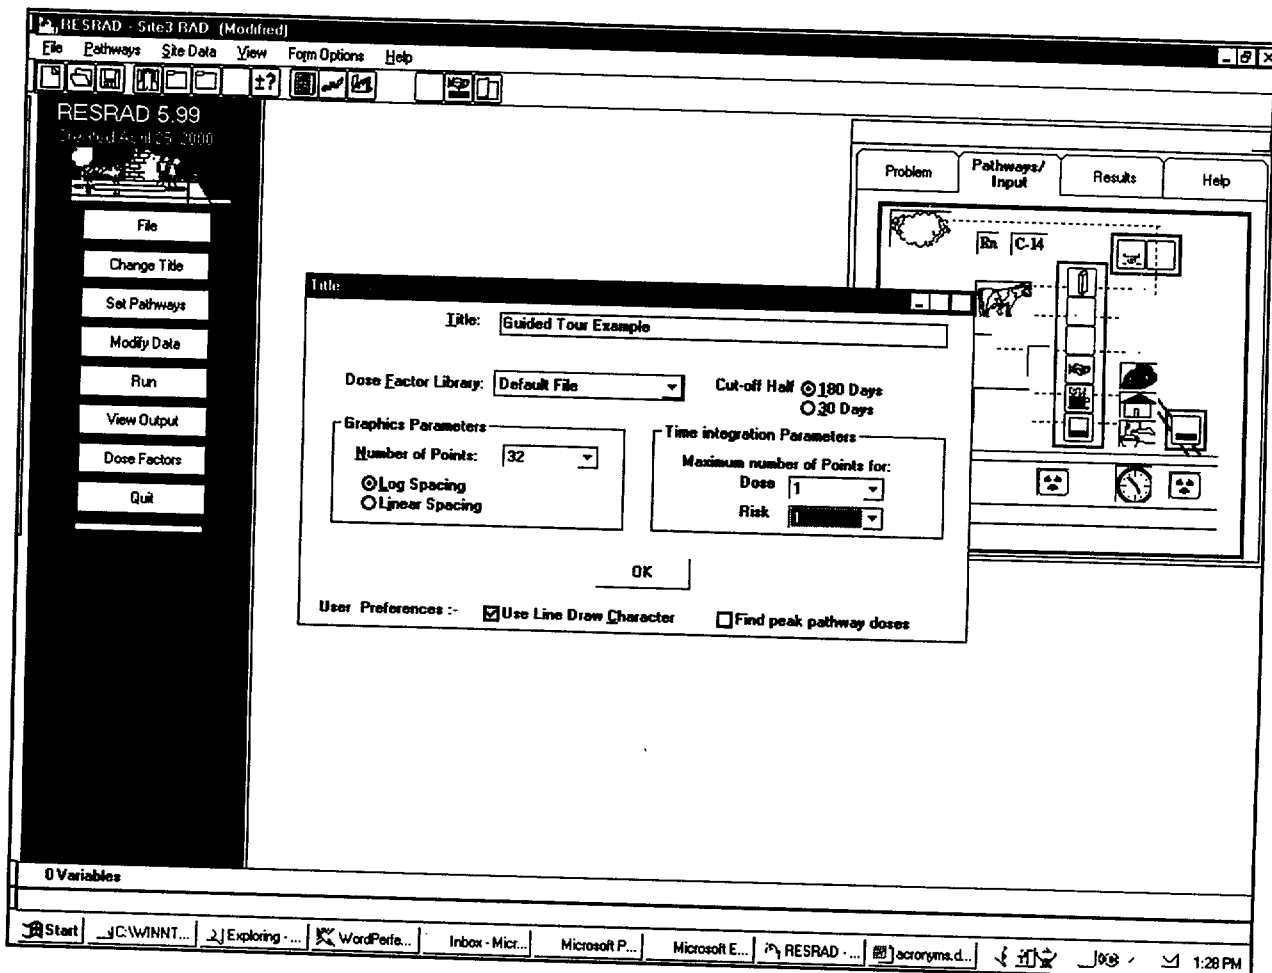 RESRAD - Site3.RAD (Modified)
File Pathways Site Data View Form Options Help
±?
RESRAD 5.99
Created April 25, 2000
File
Change Title
Set Pathways
Modify Data
Run
View Output
Dose Factors
Quit
Problem Pathways/ Input Results Help
Rn C-14
Title
Title: Guided Tour Example
Dose Factor Library: Default File
Cut-off Half 180 Days
30 Days
Graphics Parameters
Number of Points: 32
Log Spacing
Linear Spacing
Time integration Parameters
Maximum number of Points for:
Dose 1
Risk 1
OK
User Preferences :- Use Line Draw Character Find peak pathway doses
0 Variables
Start C:\WINNT... Exploring - ... WordPerfe... Inbox - Micr... Microsoft P... Microsoft E... RESRAD - ... acronyms.d... 1:28 PM